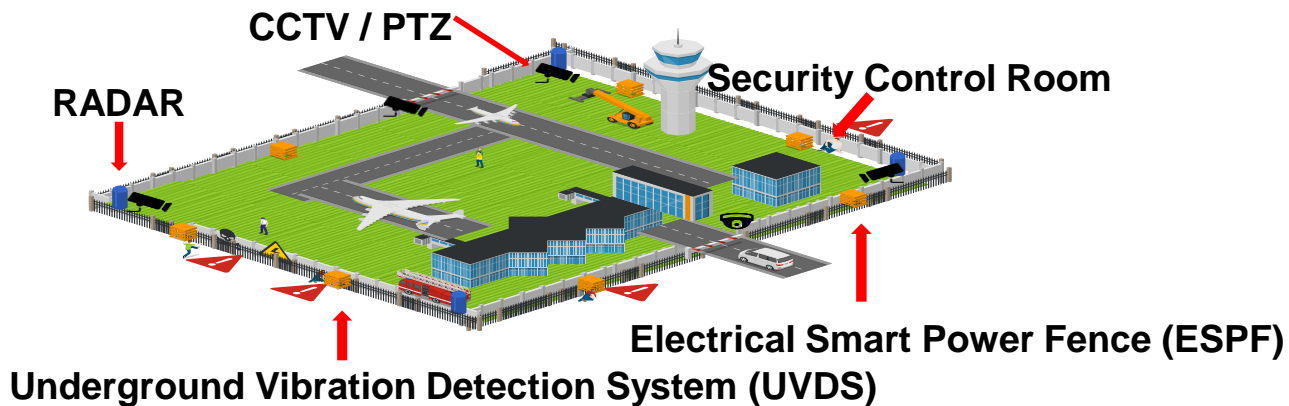 CCTV / PTZ
Security Control Room
RADAR
Electrical Smart Power Fence (ESPF)
Underground Vibration Detection System (UVDS)